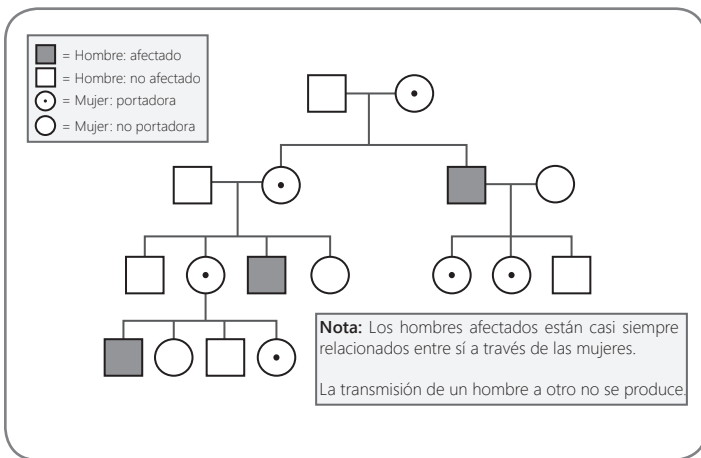 = Hombre: afectado
= Hombre: no afectado
= Mujer: portadora
= Mujer: no portadora
Nota: Los hombres afectados están casi siempre
relacionados entre sí a través de las mujeres.
La transmisión de un hombre a otro no se produce.